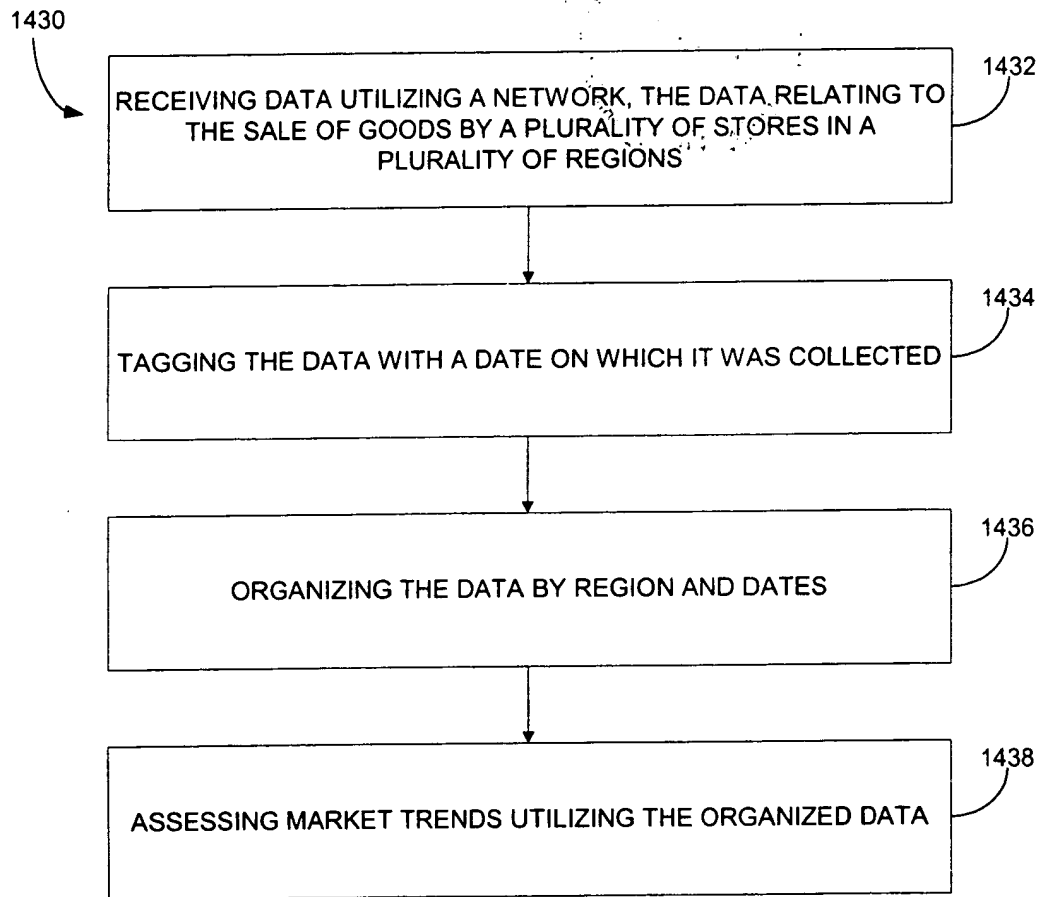 1430
1432
RECEIVING DATA UTILIZING A NETWORK, THE DATA RELATING TO
THE SALE OF GOODS BY A PLURALITY OF STORES IN A
PLURALITY OF REGIONS
1434
TAGGING THE DATA WITH A DATE ON WHICH IT WAS COLLECTED
1436
ORGANIZING THE DATA BY REGION AND DATES
1438
ASSESSING MARKET TRENDS UTILIZING THE ORGANIZED DATA